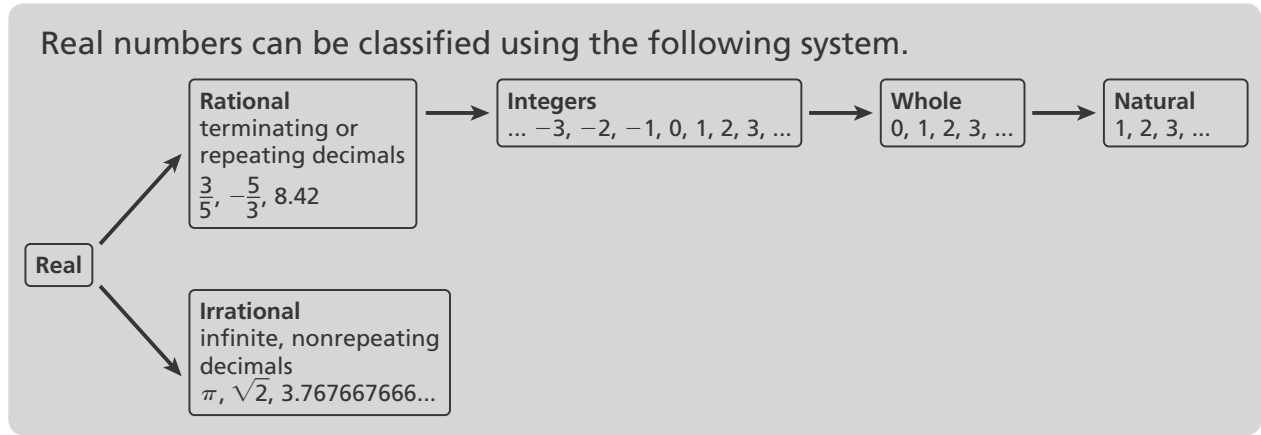 Real numbers can be classified using the following system.
Rational
terminating or
repeating decimals
3/5, −5/3, 8.42
Integers
... −3, −2, −1, 0, 1, 2, 3, ...
Whole
0, 1, 2, 3, ...
Natural
1, 2, 3, ...
Real
Irrational
infinite, nonrepeating
decimals
π, √2, 3.767667666...